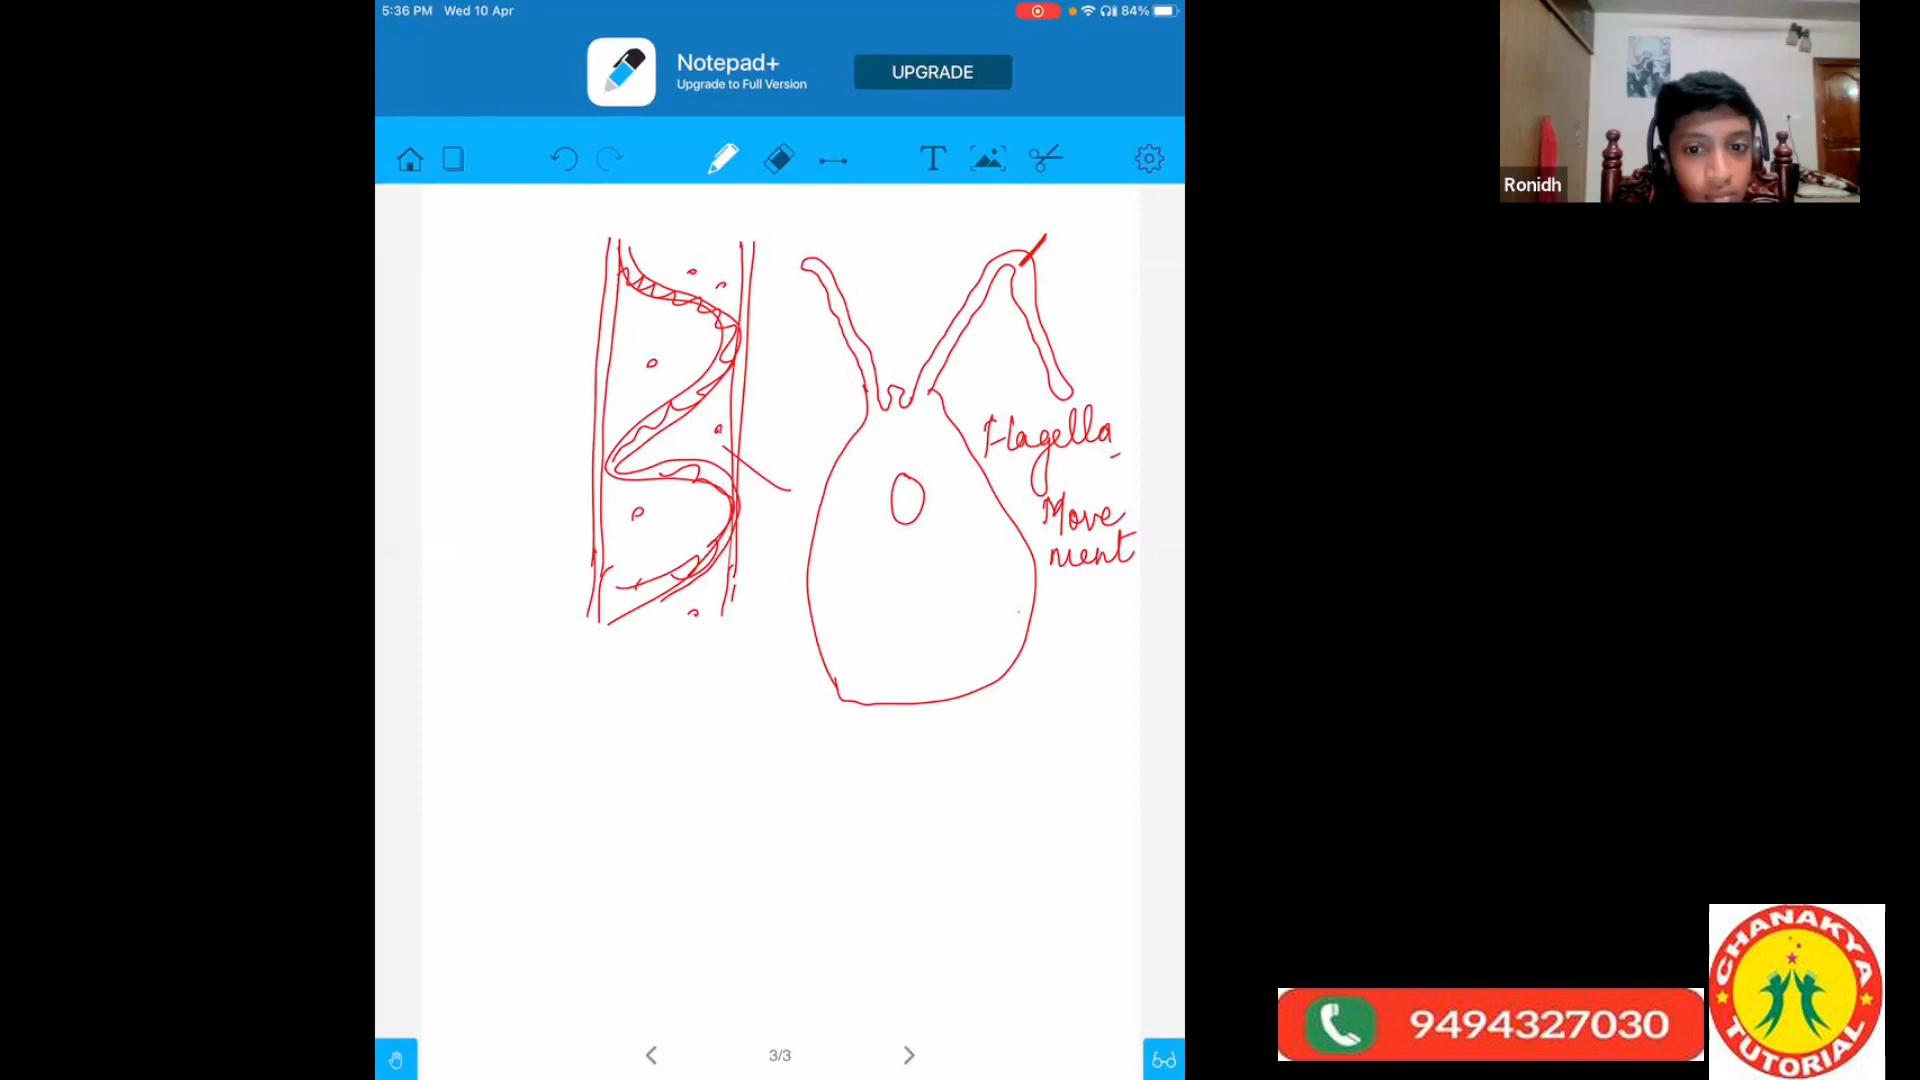 5:36 PM Wed 10 Apr
84%
Notepad+
Upgrade to Full Version
UPGRADE
T
Ronidh
Flagella
Move
ment
3/3
9494327030
CHANAKYA
TUTORIAL